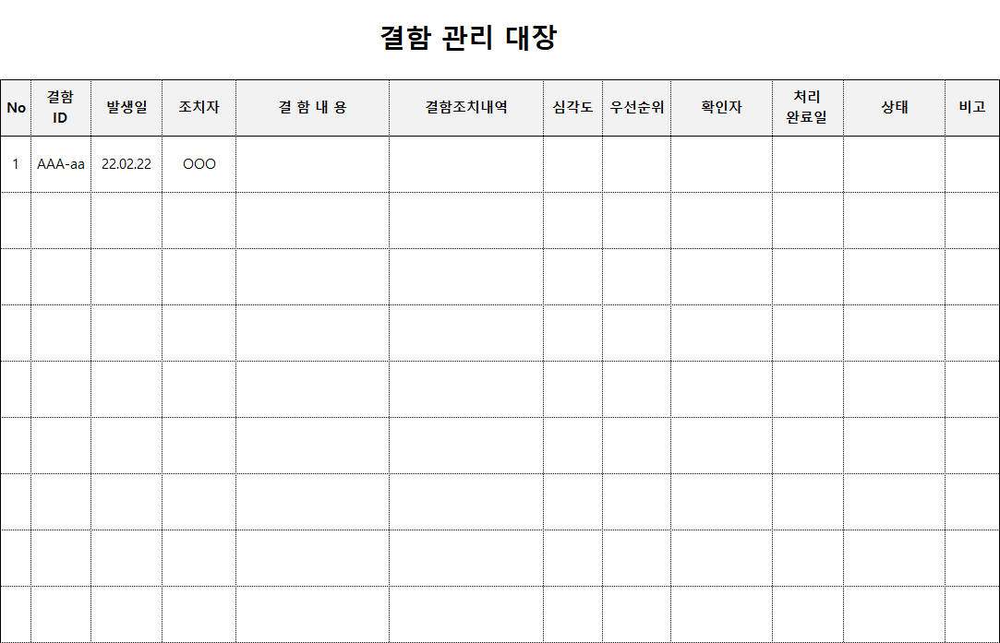 결함 관리 대장
No 결함 ID 발생일 조치자 결 함 내 용 결함조치내역 심각도 우선순위 확인자 처리 완료일 상태 비고
1 AAA-aa 22.02.22 OOO